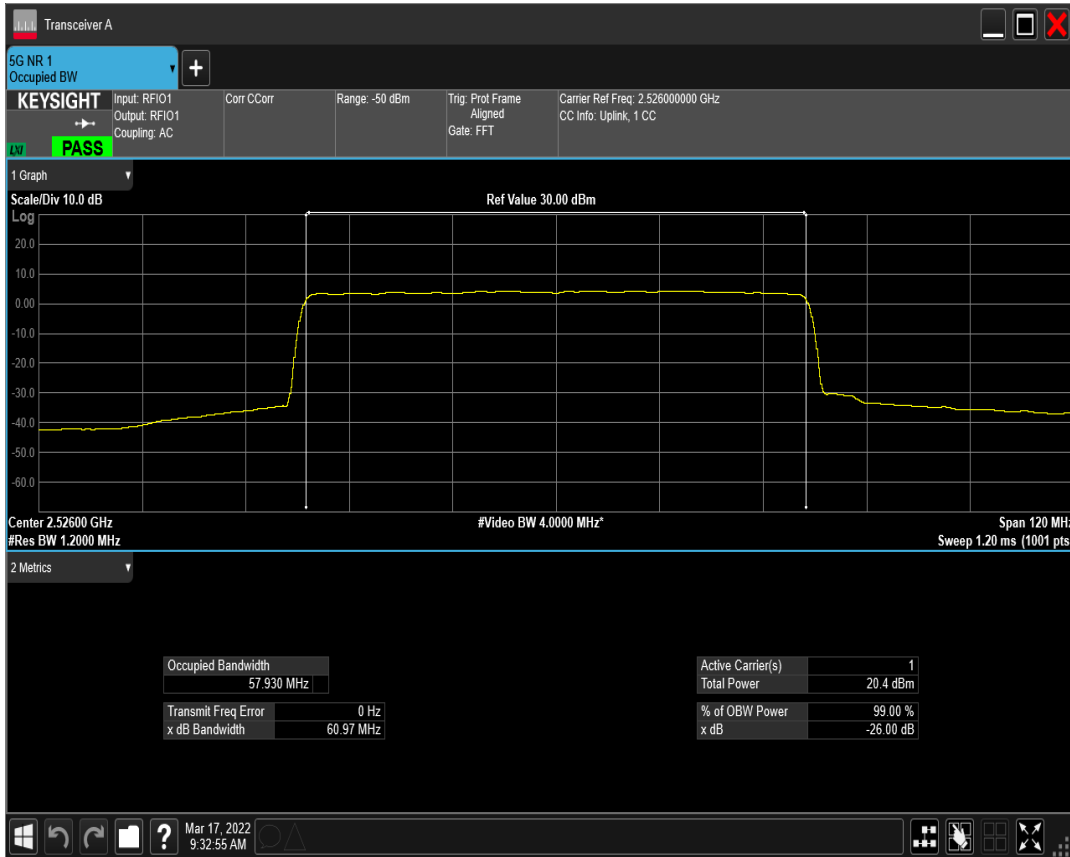 Transceiver A
5G NR 1
Occupied BW
KEYSIGHT
LXI
PASS
Input: RFIO1
Output: RFIO1
Coupling: AC
Corr CCorr
Range: -50 dBm
Trig: Prot Frame
Aligned
Gate: FFT
Carrier Ref Freq: 2.526000000 GHz
CC Info: Uplink, 1 CC
1 Graph
Scale/Div 10.0 dB
Ref Value 30.00 dBm
Log
20.0
10.0
0.00
-10.0
-20.0
-30.0
-40.0
-50.0
-60.0
Center 2.52600 GHz
#Video BW 4.0000 MHz*
Span 120 MHz
#Res BW 1.2000 MHz
Sweep 1.20 ms (1001 pts
2 Metrics
Occupied Bandwidth
57.930 MHz
Transmit Freq Error 0 Hz
x dB Bandwidth 60.97 MHz
Active Carrier(s) 1
Total Power 20.4 dBm
% of OBW Power 99.00 %
x dB -26.00 dB
?
Mar 17, 2022
9:32:55 AM